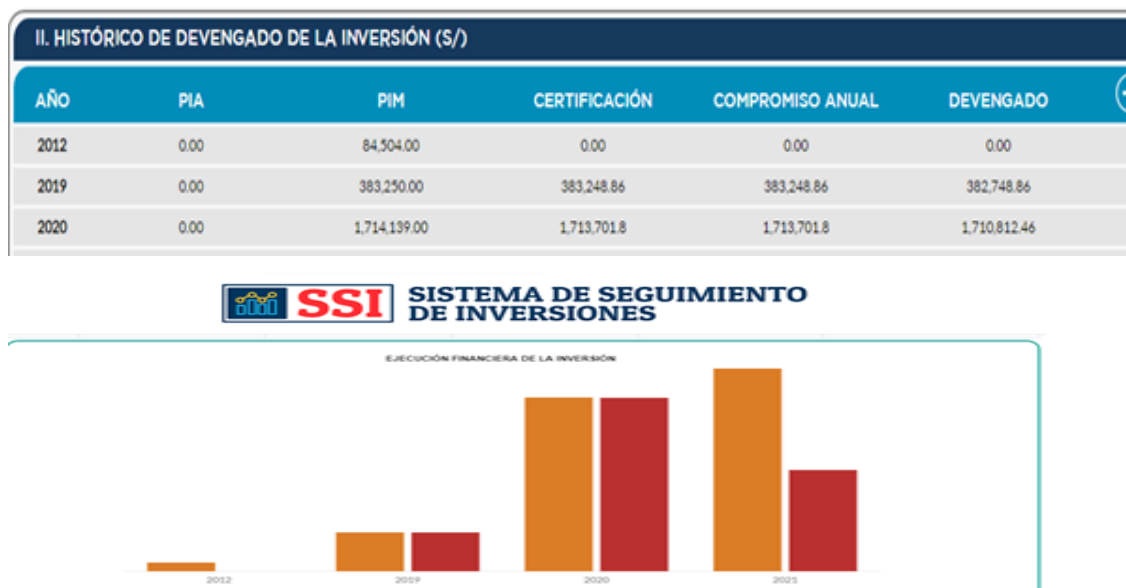 II. HISTÓRICO DE DEVENGADO DE LA INVERSIÓN (S/)
AÑO PIA PIM CERTIFICACIÓN COMPROMISO ANUAL DEVENGADO
2012 0.00 84,504.00 0.00 0.00 0.00
2019 0.00 383,250.00 383,248.86 383,248.86 382,748.86
2020 0.00 1,714,139.00 1,713,701.8 1,713,701.8 1,710,812.46
SSI SISTEMA DE SEGUIMIENTO
DE INVERSIONES
EJECUCIÓN FINANCIERA DE LA INVERSIÓN
2012 2019 2020 2021